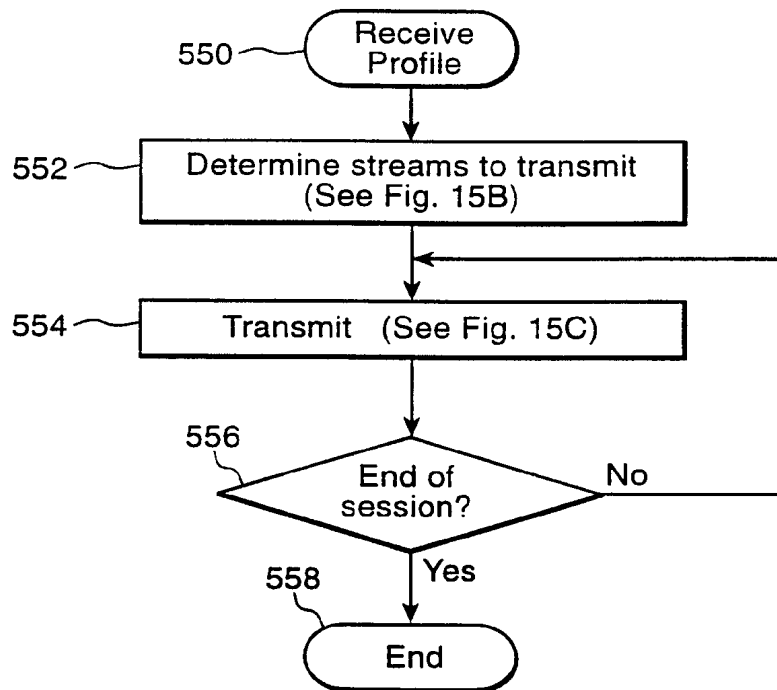 550
Receive
Profile
552
Determine streams to transmit
(See Fig. 15B)
554
Transmit (See Fig. 15C)
556
End of
session?
No
Yes
558
End